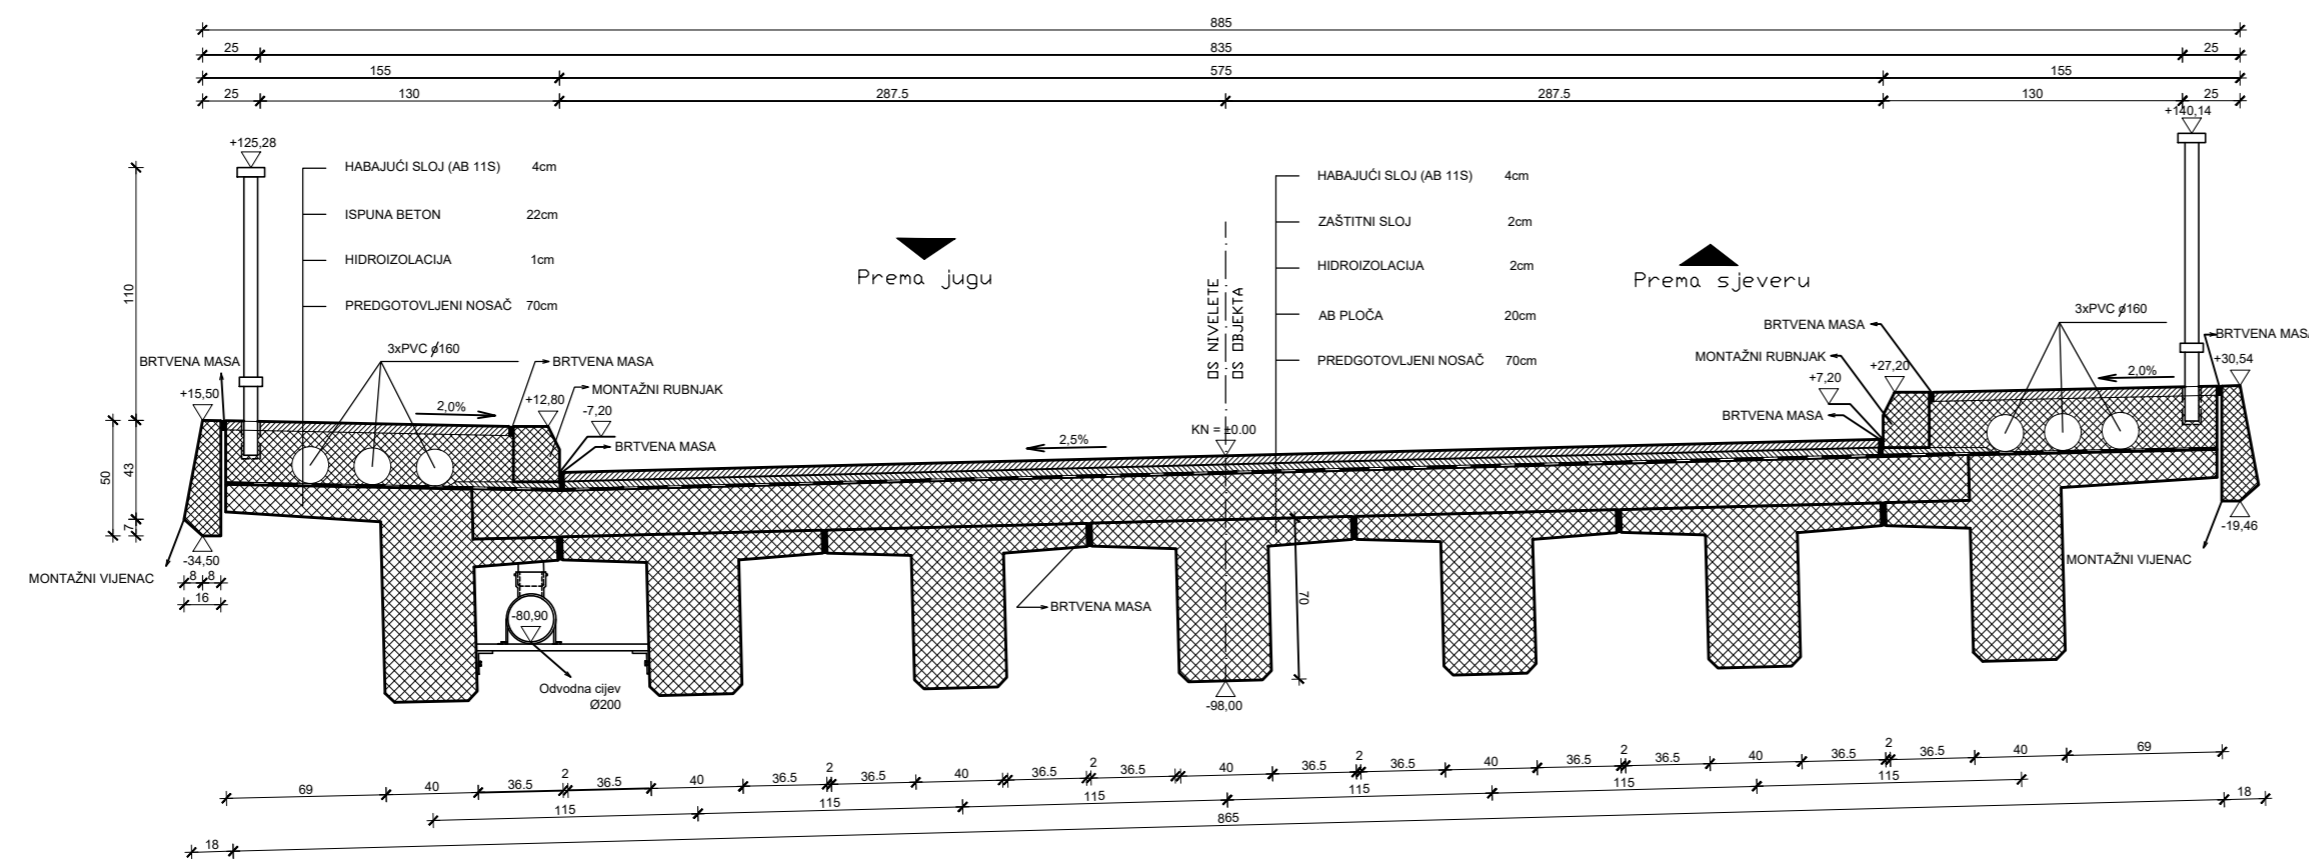 885
25 835 25
155 575 155
25 130 287.5 287.5 130 25
+125,28
+140,14
HABAJUĆI SLOJ (AB 11S) 4cm
ISPUNA BETON 22cm
HIDROIZOLACIJA 1cm
PREDGOTOVLJENI NOSAČ 70cm
HABAJUĆI SLOJ (AB 11S) 4cm
ZAŠTITNI SLOJ 2cm
HIDROIZOLACIJA 2cm
AB PLOČA 20cm
PREDGOTOVLJENI NOSAČ 70cm
Prema jugu
Prema sjeveru
OS NIVELETE
OS OBJEKTA
110
BRTVENA MASA
3xPVC ø160
BRTVENA MASA
MONTAŽNI RUBNJAK
+15,50
2,0%
+12,80
-7,20
BRTVENA MASA
2,5%
KN = ±0.00
BRTVENA MASA
MONTAŽNI RUBNJAK
+7,20
BRTVENA MASA
+27,20
3xPVC ø160
BRTVENA MASA
+30,54
2,0%
50
43
7
-34,50
8 8
16
MONTAŽNI VIJENAC
-80,90
Odvodna cijev
Ø200
BRTVENA MASA
70
-98,00
-19,46
MONTAŽNI VIJENAC
69 40 36.5 2 36.5 40 36.5 2 36.5 40 36.5 2 36.5 40 36.5 2 36.5 40 36.5 2 36.5 40 36.5 2 36.5 40 69
115 115 115 115 115 115
18 865 18